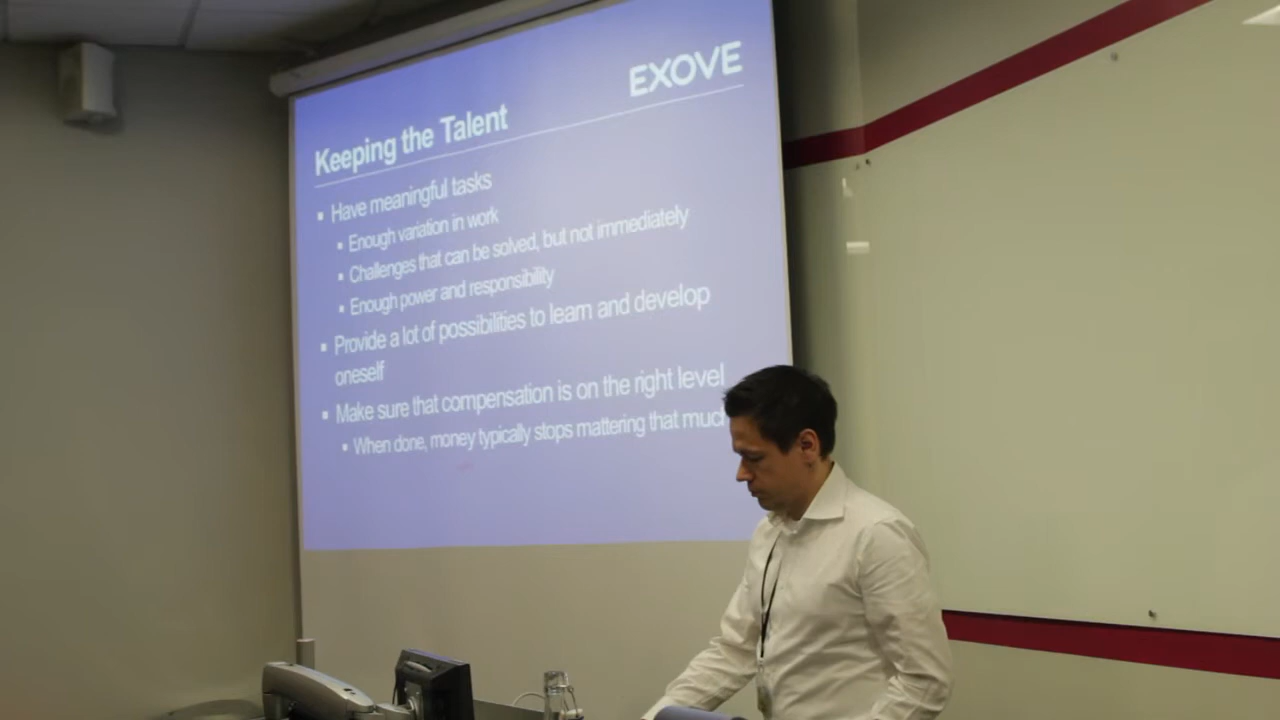 EXOVE
Keeping the Talent
Have meaningful tasks
Enough variation in work
Challenges that can be solved, but not immediately
Enough power and responsibility
Provide a lot of possibilities to learn and develop
oneself
Make sure that compensation is on the right level
When done, money typically stops mattering that much